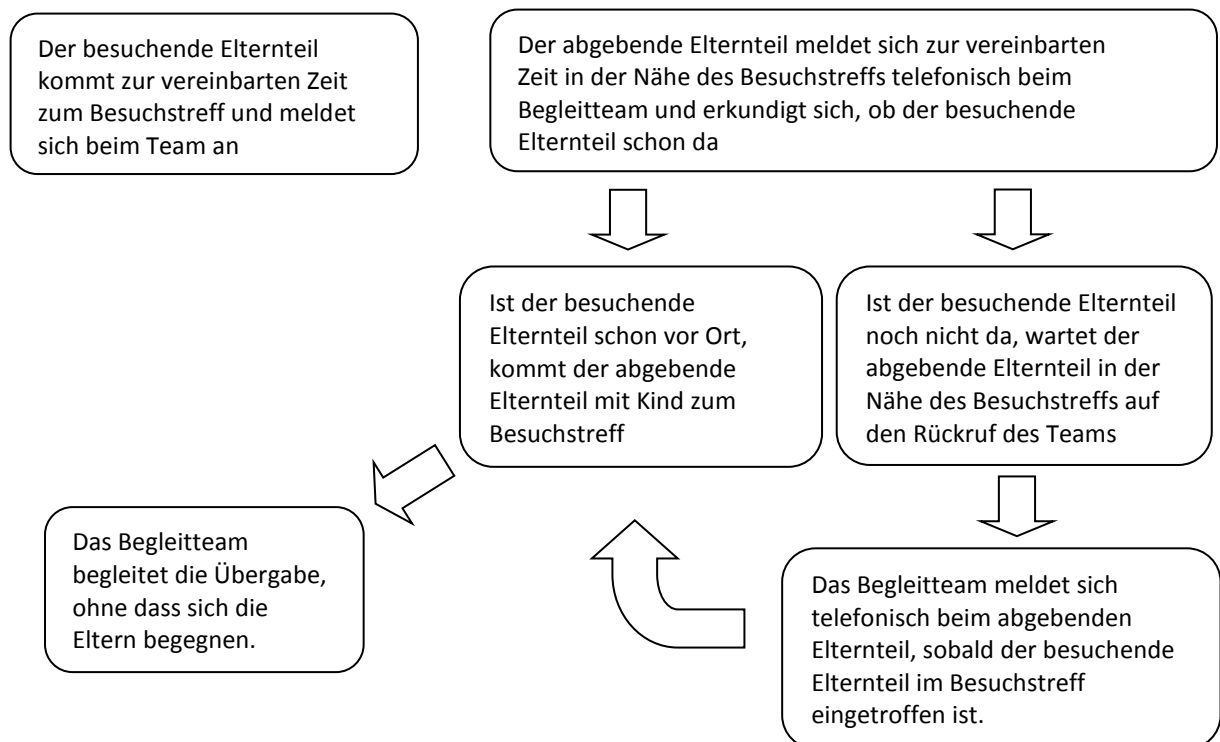 Der besuchende Elternteil
kommt zur vereinbarten Zeit
zum Besuchstreff und meldet
sich beim Team an
Der abgebende Elternteil meldet sich zur vereinbarten
Zeit in der Nähe des Besuchstreffs telefonisch beim
Begleitteam und erkundigt sich, ob der besuchende
Elternteil schon da
Ist der besuchende
Elternteil schon vor Ort,
kommt der abgebende
Elternteil mit Kind zum
Besuchstreff
Ist der besuchende Elternteil
noch nicht da, wartet der
abgebende Elternteil in der
Nähe des Besuchstreffs auf
den Rückruf des Teams
Das Begleitteam
begleitet die Übergabe,
ohne dass sich die
Eltern begegnen.
Das Begleitteam meldet sich
telefonisch beim abgebenden
Elternteil, sobald der besuchende
Elternteil im Besuchstreff
eingetroffen ist.